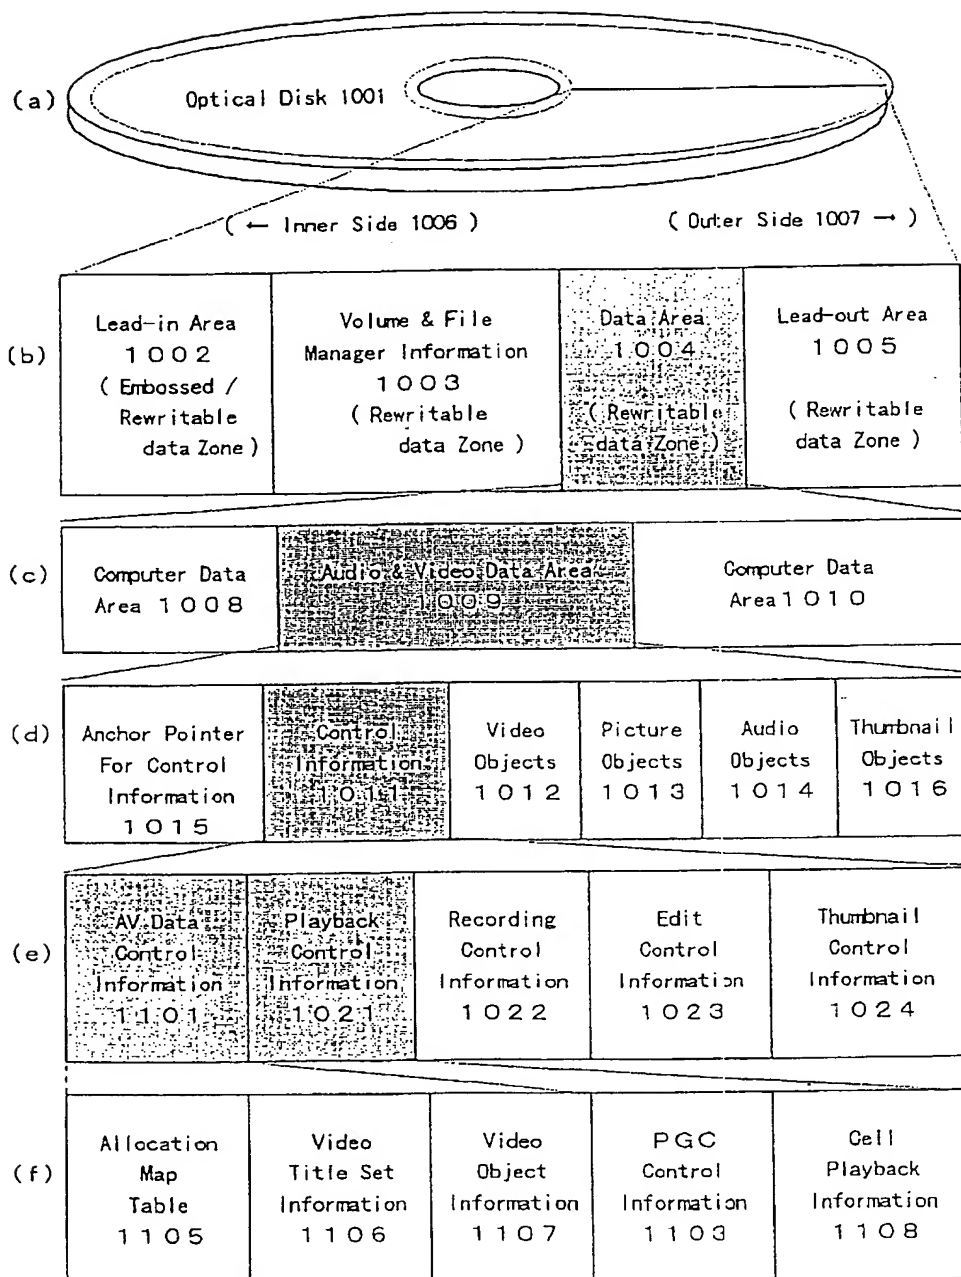 (a)
Optical Disk 1001
( ← Inner Side 1006 )
( Outer Side 1007 → )
(b)
Lead-in Area
1002
( Embossed /
Rewritable
data Zone )
Volume & File
Manager Information
1003
( Rewritable
data Zone )
Data Area
1004
( Rewritable
data Zone )
Lead-out Area
1005
( Rewritable
data Zone )
(c)
Computer Data
Area 1008
Audio & Video Data Area
1009
Computer Data
Area 1010
(d)
Anchor Pointer
For Control
Information
1015
Control
Information
1011
Video
Objects
1012
Picture
Objects
1013
Audio
Objects
1014
Thumbnail
Objects
1016
(e)
AV Data
Control
Information
1101
Playback
Control
Information
1021
Recording
Control
Information
1022
Edit
Control
Information
1023
Thumbnail
Control
Information
1024
(f)
Allocation
Map
Table
1105
Video
Title Set
Information
1106
Video
Object
Information
1107
PGC
Control
Information
1103
Cell
Playback
Information
1108